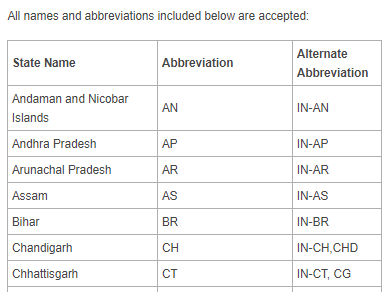 All names and abbreviations included below are accepted:
State Name Abbreviation Alternate Abbreviation
Andaman and Nicobar Islands AN IN-AN
Andhra Pradesh AP IN-AP
Arunachal Pradesh AR IN-AR
Assam AS IN-AS
Bihar BR IN-BR
Chandigarh CH IN-CH,CHD
Chhattisgarh CT IN-CT, CG